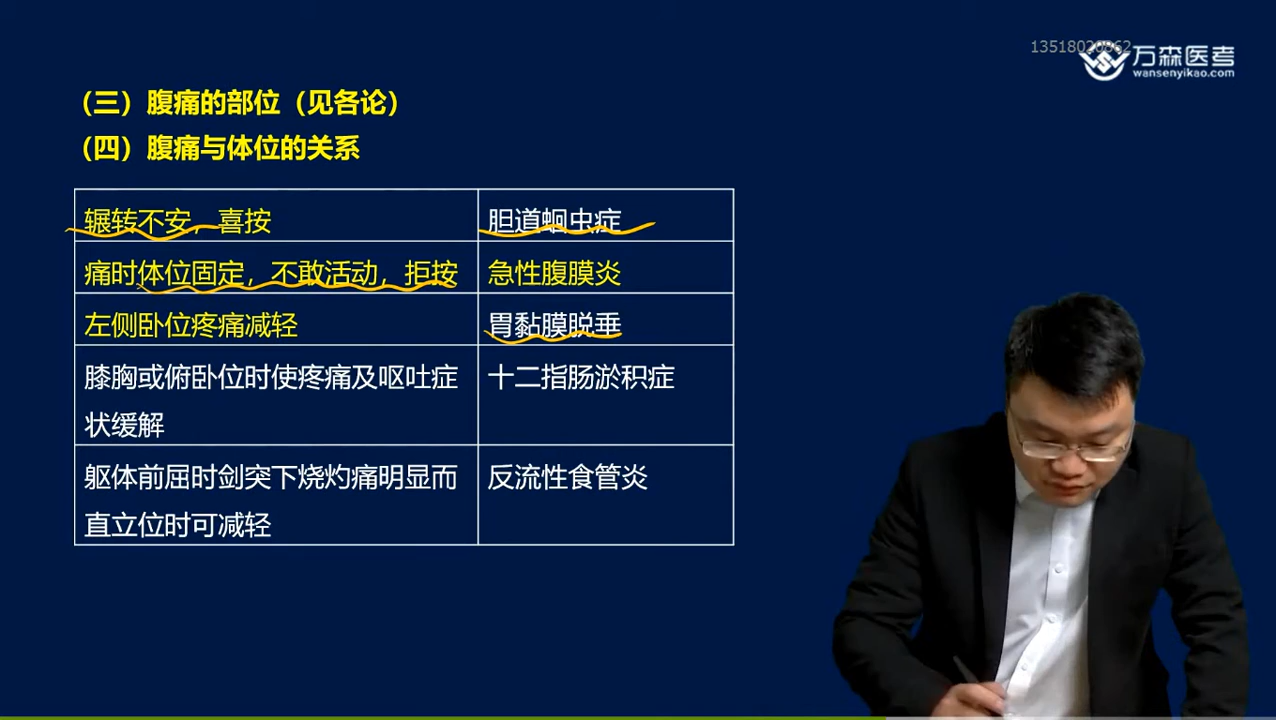 13518020862
万森医考
wansenyikao.com
（三）腹痛的部位（见各论）
（四）腹痛与体位的关系
辗转不安，喜按
胆道蛔虫症
痛时体位固定，不敢活动，拒按
急性腹膜炎
左侧卧位疼痛减轻
胃黏膜脱垂
膝胸或俯卧位时使疼痛及呕吐症
状缓解
十二指肠淤积症
躯体前屈时剑突下烧灼痛明显而
直立位时可减轻
反流性食管炎